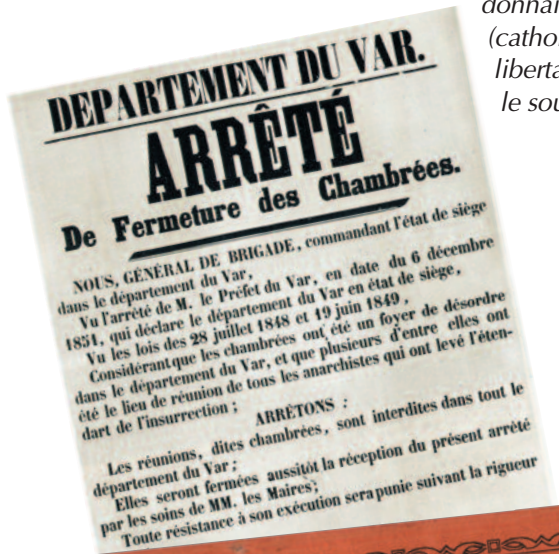 donnai
(cathol
liberta
le sou
DEPARTEMENT DU VAR.
ARRÊTÉ
De Fermeture des Chambrées.
NOUS, GÉNÉRAL DE BRIGADE, commandant l'état de siège
dans le département du Var,
Vu l'arrêté de M. le Préfet du Var, en date du 6 décembre
1851, qui déclare le département du Var en état de siège,
Vu les lois des 28 juillet 1848 et 19 juin 1849,
Considérant que les chambrées ont été un foyer de désordre
dans le département du Var, et que plusieurs d'entre elles ont
été le lieu de réunion de tous les anarchistes qui ont levé l'éten-
dart de l'insurrection ;
ARRÊTONS :
Les réunions, dites chambrées, sont interdites dans tout le
département du Var ;
Elles seront fermées aussitôt la réception du présent arrêté
par les soins de MM. les Maires;
Toute résistance à son exécution sera punie suivant la rigueur